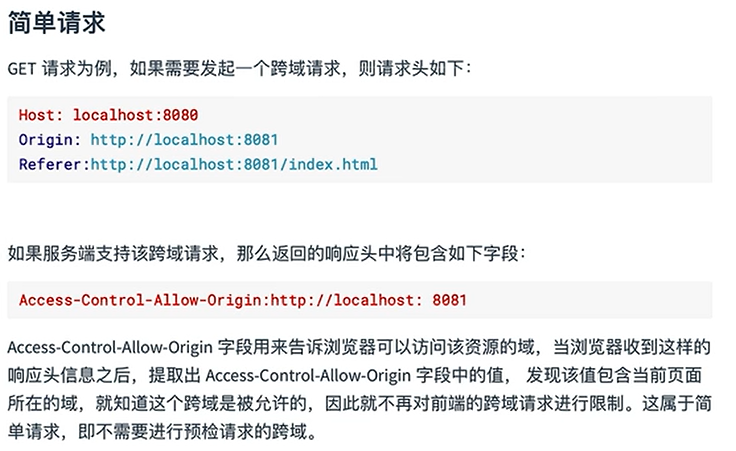 简单请求
GET 请求为例，如果需要发起一个跨域请求，则请求头如下：
Host: localhost:8080
Origin: http://localhost:8081
Referer:http://localhost:8081/index.html
如果服务端支持该跨域请求，那么返回的响应头中将包含如下字段：
Access-Control-Allow-Origin:http://localhost: 8081
Access-Control-Allow-Origin 字段用来告诉浏览器可以访问该资源的域，当浏览器收到这样的
响应头信息之后，提取出 Access-Control-Allow-Origin 字段中的值， 发现该值包含当前页面
所在的域，就知道这个跨域是被允许的，因此就不再对前端的跨域请求进行限制。这属于简
单请求，即不需要进行预检请求的跨域。